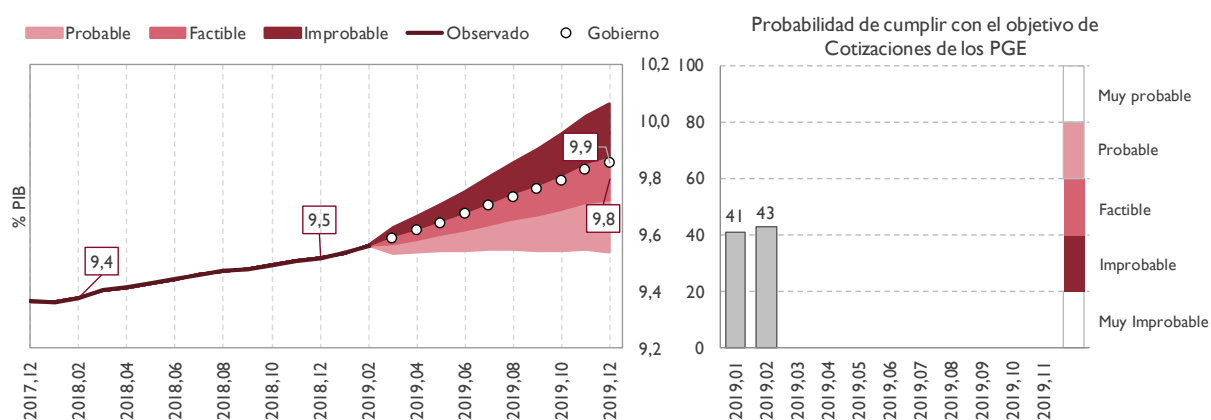 Probable Factible Improbable Observado Gobierno
% PIB
10,2
10,0
9,8
9,6
9,4
9,2
9,4
9,5
9,9
9,8
2017,12 2018,02 2018,04 2018,06 2018,08 2018,10 2018,12 2019,02 2019,04 2019,06 2019,08 2019,10 2019,12
Probabilidad de cumplir con el objetivo de
Cotizaciones de los PGE
100
80
60
40
20
0
41 43
Muy probable
Probable
Factible
Improbable
Muy Improbable
2019,01 2019,02 2019,03 2019,04 2019,05 2019,06 2019,07 2019,08 2019,09 2019,10 2019,11